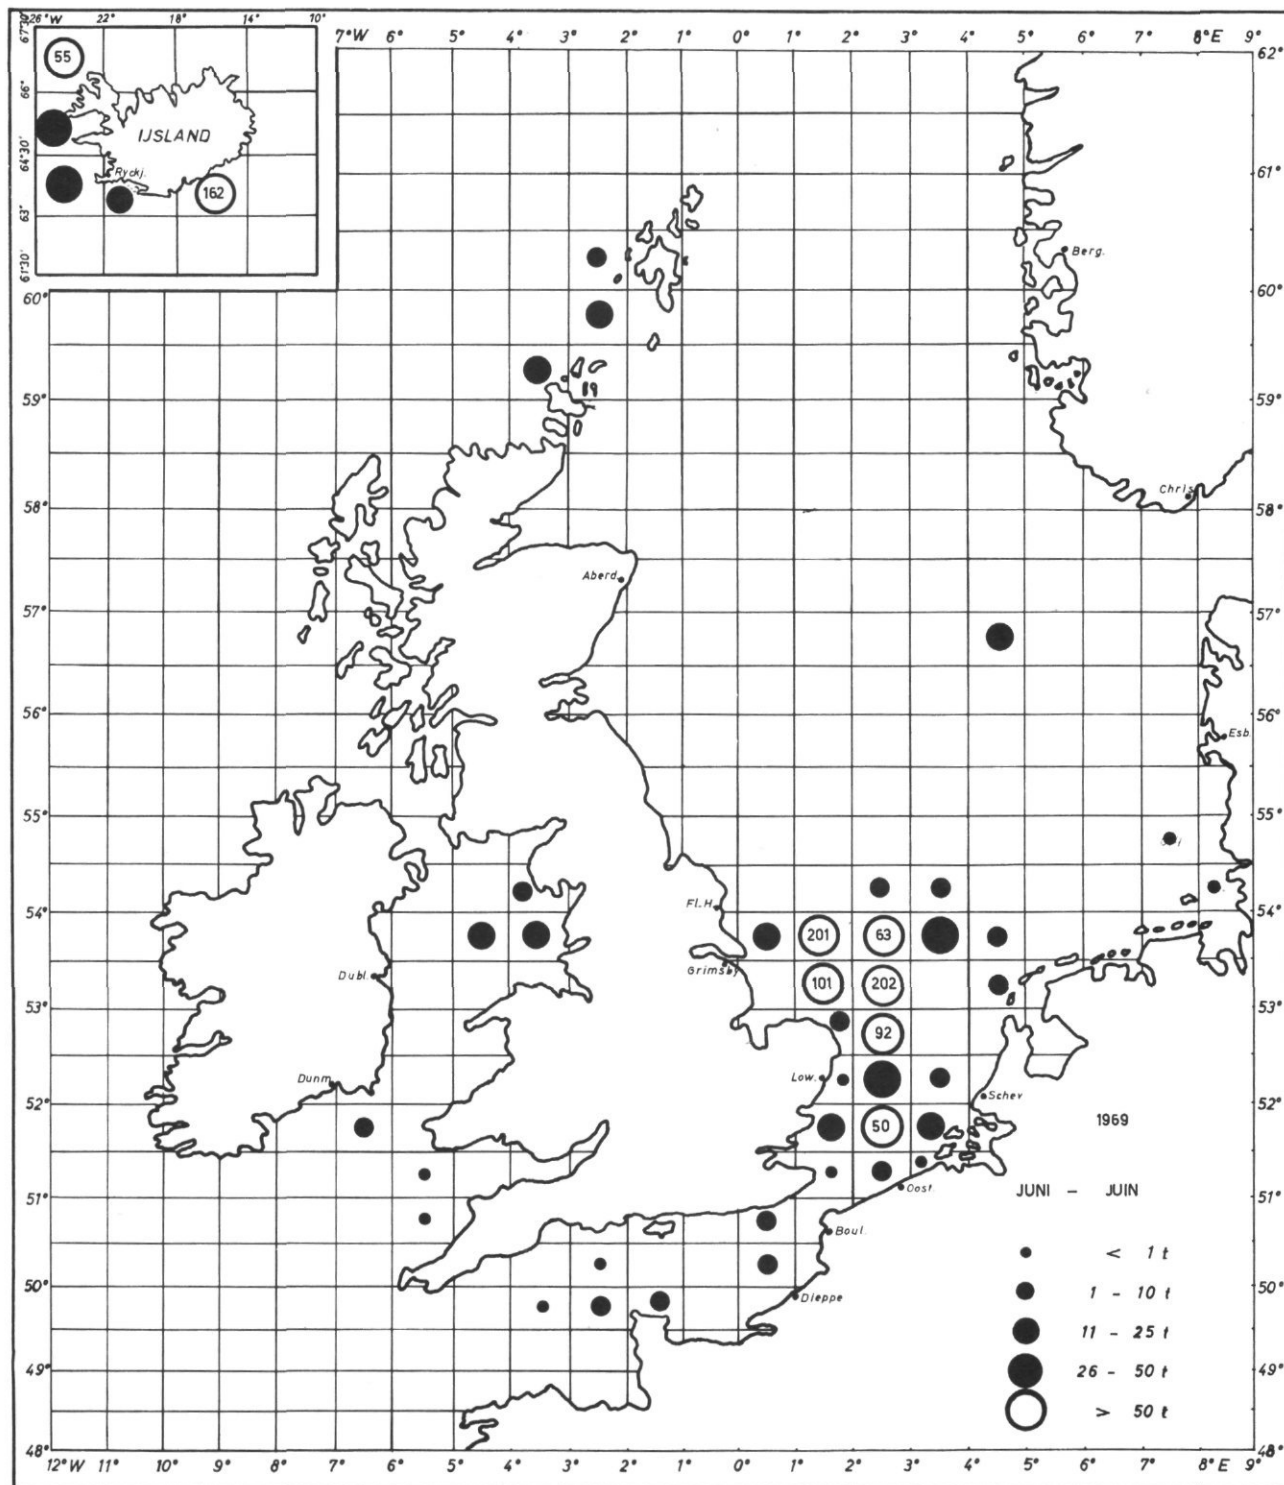 26°W 22° 18° 14° 10°
67°30'
66°
64°30'
63°
61°30'
55
IJSLAND
Ryckj.
162
7°W 6° 5° 4° 3° 2° 1° 0° 1° 2° 3° 4° 5° 6° 7° 8°E 9°
62°
61°
60° 60°
59° 59°
58° 58°
57° 57°
56° 56°
55° 55°
54° 54°
53° 53°
52° 52°
51° 51°
50° 50°
49° 49°
48° 48°
Berg.
Chris
Aberd
Esb
Fl.H.
201 63
Grimsby
Dubl.
101 202
92
Dunm
Low.
Schev
50
1969
Oost.
JUNI – JUIN
Boul.
Dieppe
< 1 t
1 – 10 t
11 – 25 t
26 – 50 t
> 50 t
12°W 11° 10° 9° 8° 7° 6° 5° 4° 3° 2° 1° 0° 1° 2° 3° 4° 5° 6° 7° 8°E 9°